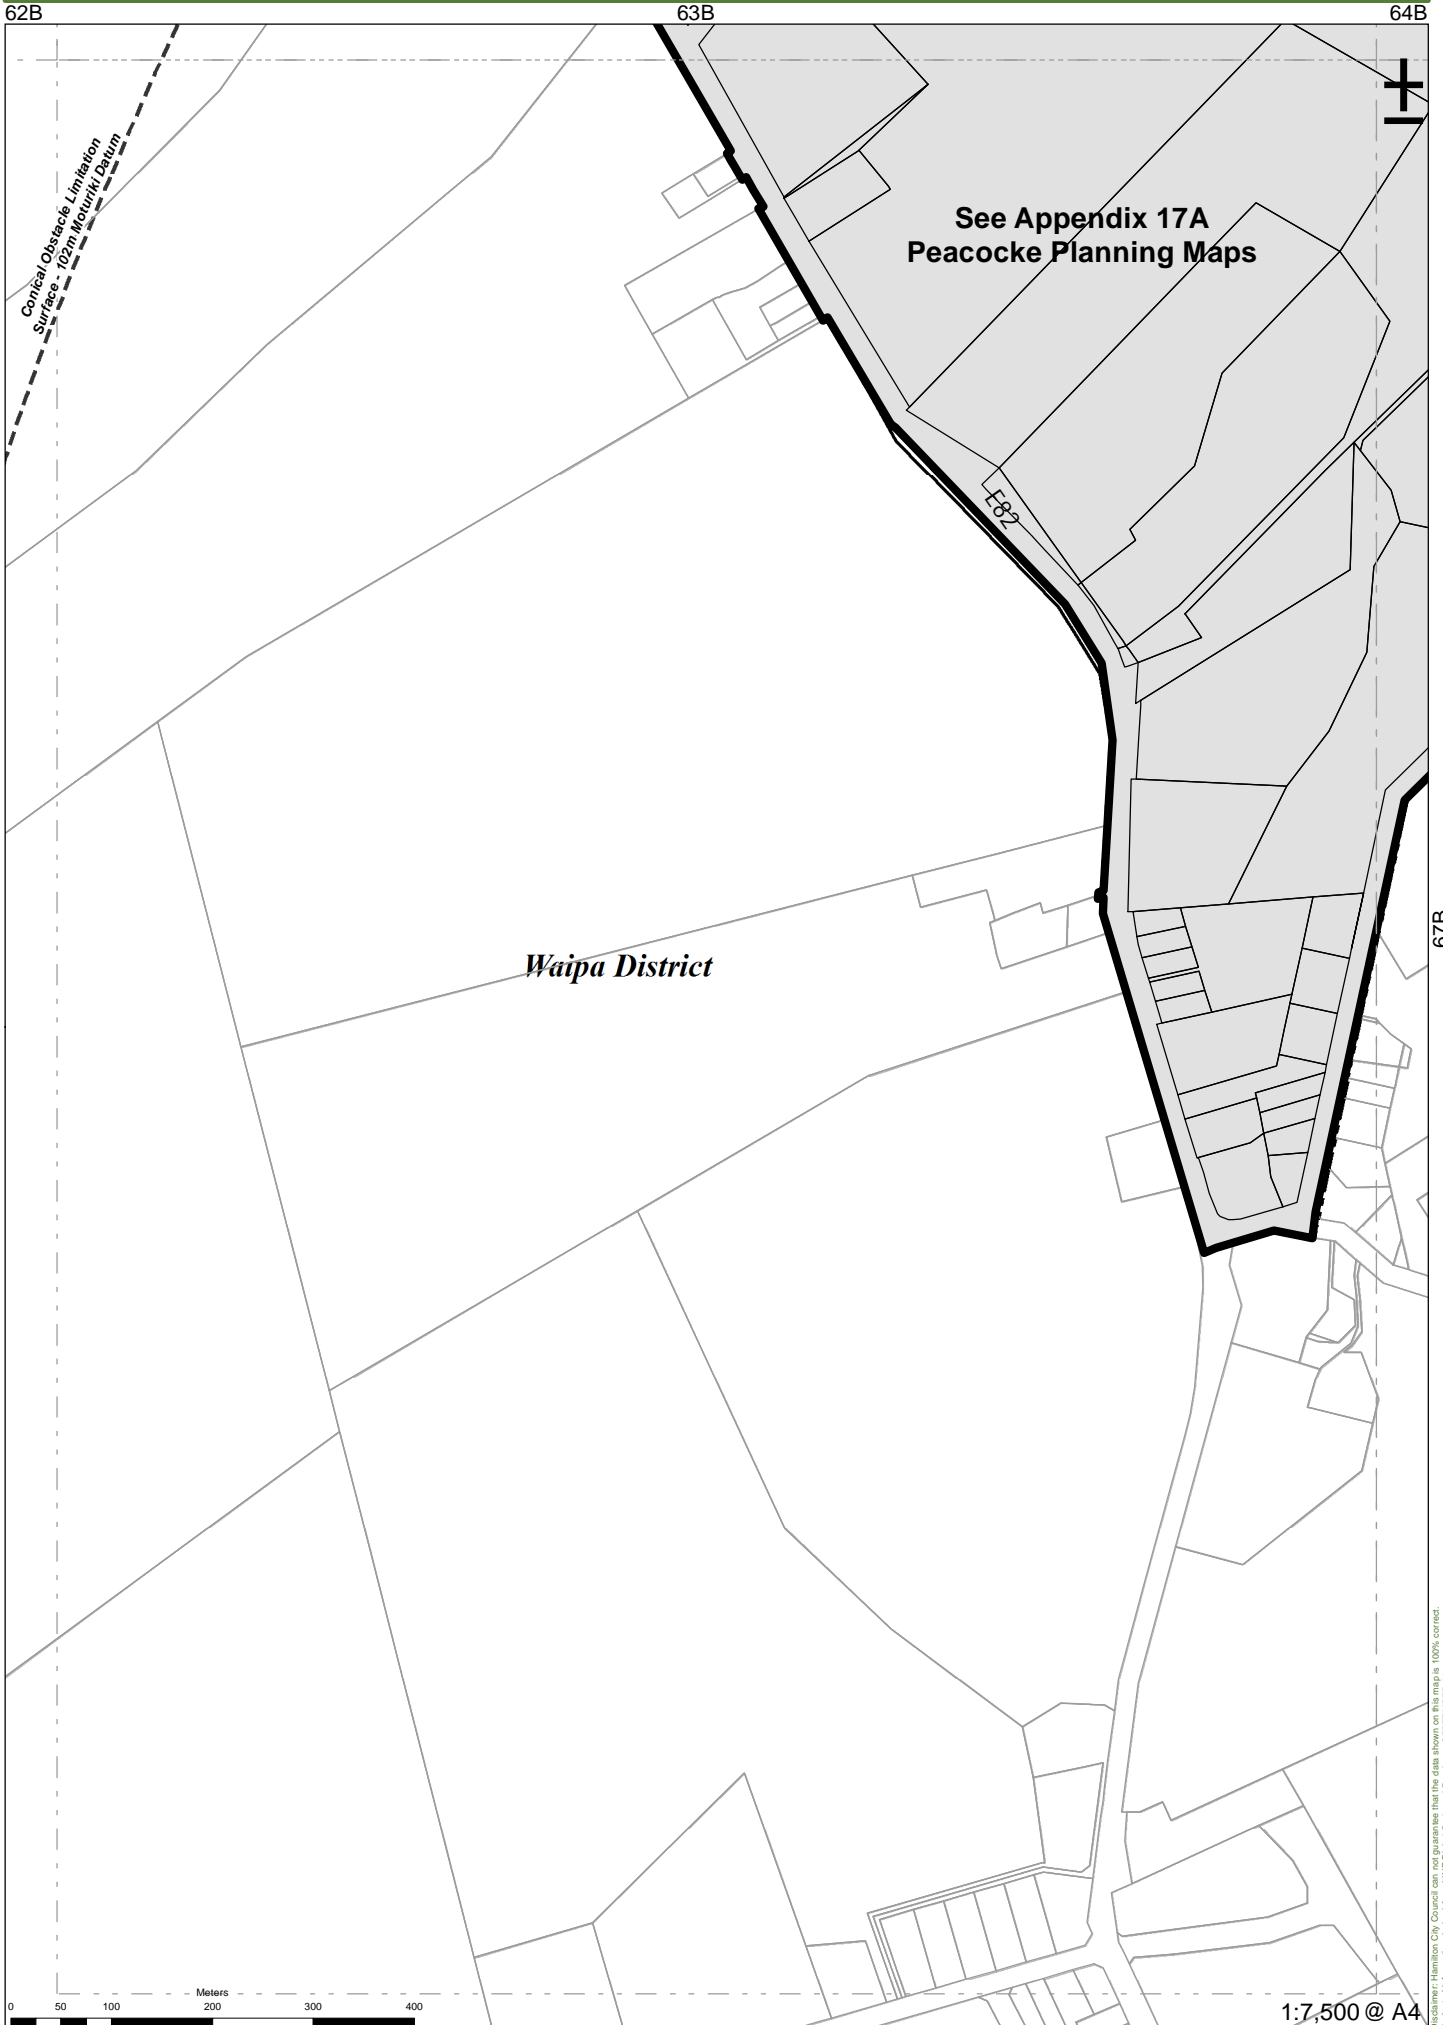 62B
63B
64B
Conical Obstacle Limitation
Surface - 102m Moturiki Datum
See Appendix 17A
Peacocke Planning Maps
E82
Waipa District
67B
Meters
0 50 100 200 300 400
1:7,500 @ A4
Disclaimer: Hamilton City Council can not guarantee that the data shown on this map is 100% correct.